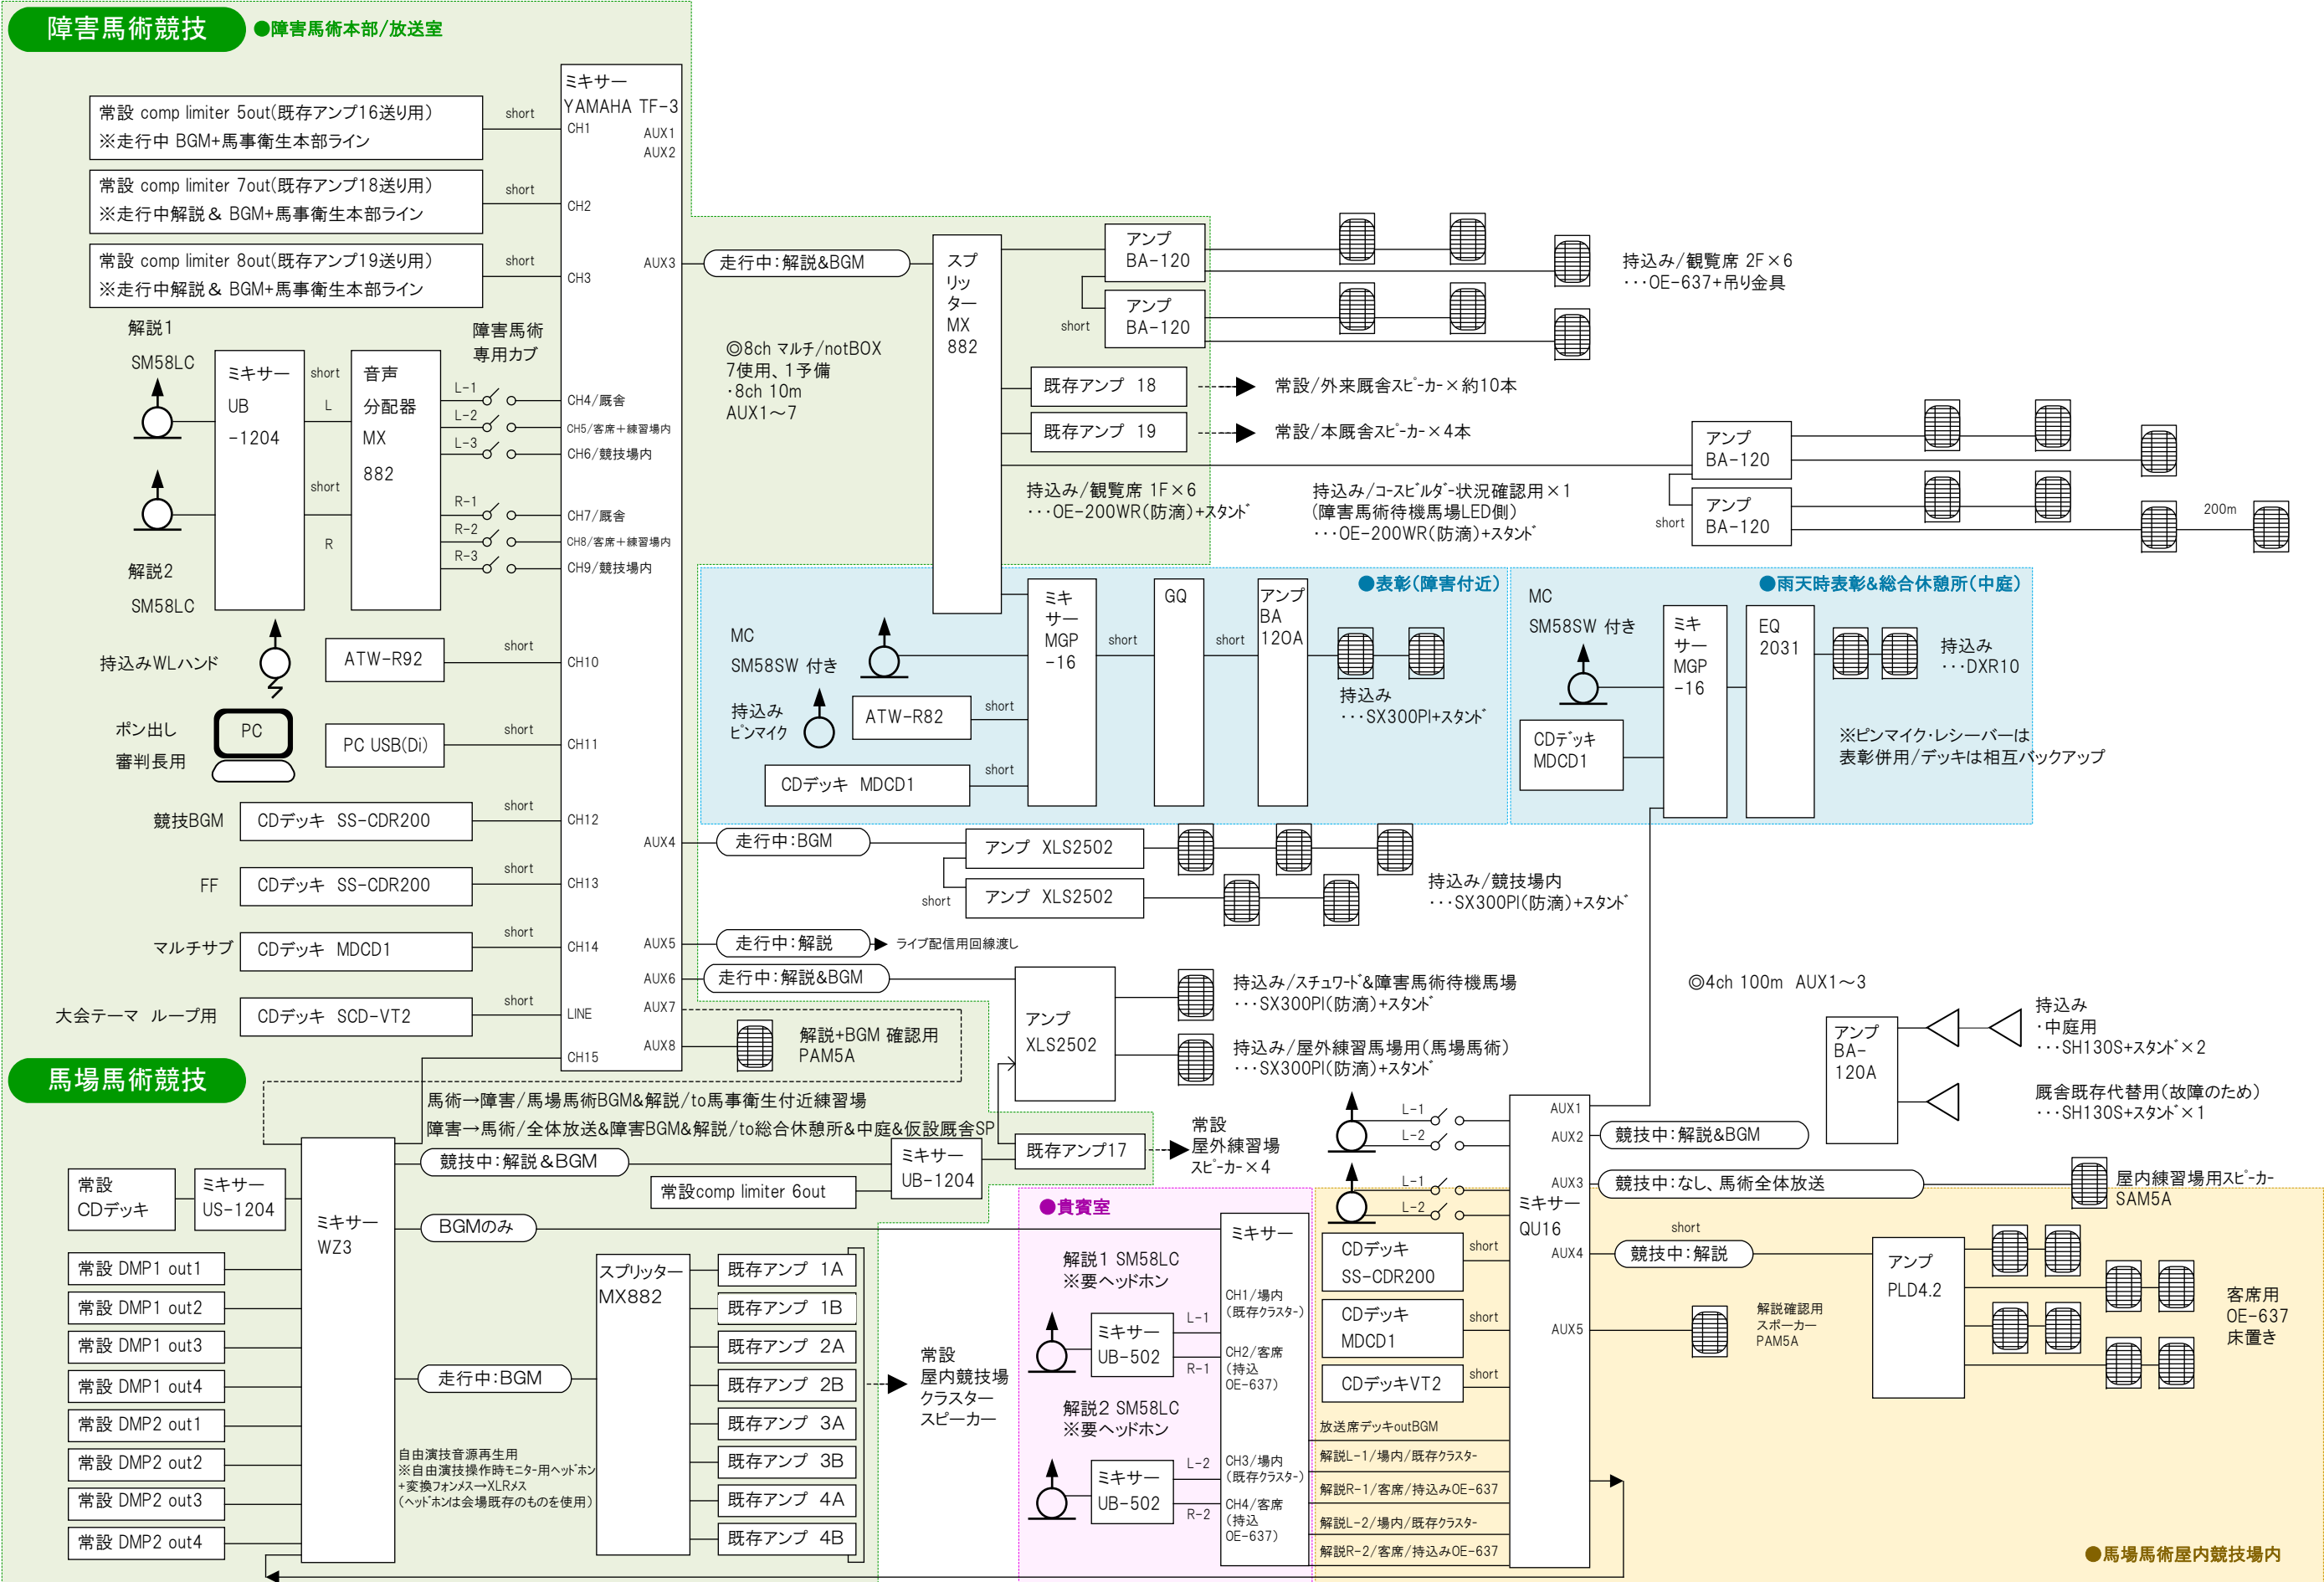 障害馬術競技
●障害馬術本部/放送室
ミキサー
YAMAHA TF-3
常設 comp limiter 5out(既存アンプ16送り用)
※走行中 BGM+馬事衛生本部ライン
short
CH1
AUX1
AUX2
常設 comp limiter 7out(既存アンプ18送り用)
※走行中解説& BGM+馬事衛生本部ライン
short
CH2
常設 comp limiter 8out(既存アンプ19送り用)
※走行中解説& BGM+馬事衛生本部ライン
short
CH3
AUX3
走行中:解説&BGM
スプ
リッ
ター
MX
882
アンプ
BA-120
short
アンプ
BA-120
持込み/観覧席 2F×6
・・・OE-637+吊り金具
解説1
SM58LC
ミキサー
UB
-1204
short
L
short
R
音声
分配器
MX
882
障害馬術
専用カブ
L-1
L-2
L-3
R-1
R-2
R-3
CH4/厩舎
CH5/客席+練習場内
CH6/競技場内
CH7/厩舎
CH8/客席+練習場内
CH9/競技場内
解説2
SM58LC
◎8ch マルチ/notBOX
7使用、1予備
・8ch 10m
AUX1~7
既存アンプ 18
常設/外来厩舎スピーカー×約10本
既存アンプ 19
常設/本厩舎スピーカー×4本
持込み/観覧席 1F×6
・・・OE-200WR(防滴)+スタンド
持込み/コースビルダー状況確認用×1
(障害馬術待機馬場LED側)
・・・OE-200WR(防滴)+スタンド
アンプ
BA-120
short
アンプ
BA-120
200m
持込みWLハンド
ATW-R92
short
CH10
ポン出し
審判長用
PC
PC USB(Di)
short
CH11
競技BGM
CDデッキ SS-CDR200
short
CH12
FF
CDデッキ SS-CDR200
short
CH13
マルチサブ
CDデッキ MDCD1
short
CH14
大会テーマ ループ用
CDデッキ SCD-VT2
short
LINE
CH15
●表彰(障害付近)
MC
SM58SW 付き
持込み
ピンマイク
ATW-R82
short
CDデッキ MDCD1
short
ミキ
サー
MGP
-16
short
GQ
short
アンプ
BA
120A
持込み
・・・SX300PI+スタンド
●雨天時表彰&総合休憩所(中庭)
MC
SM58SW 付き
CDデッキ
MDCD1
ミキ
サー
MGP
-16
EQ
2031
持込み
・・・DXR10
※ピンマイク・レシーバーは
表彰併用/デッキは相互バックアップ
AUX4
走行中:BGM
アンプ XLS2502
short
アンプ XLS2502
持込み/競技場内
・・・SX300PI(防滴)+スタンド
AUX5
走行中:解説
ライブ配信用回線渡し
AUX6
走行中:解説&BGM
AUX7
AUX8
解説+BGM 確認用
PAM5A
アンプ
XLS2502
持込み/スチュワード&障害馬術待機馬場
・・・SX300PI(防滴)+スタンド
持込み/屋外練習馬場用(馬場馬術)
・・・SX300PI(防滴)+スタンド
◎4ch 100m AUX1~3
アンプ
BA-
120A
持込み
・中庭用
・・・SH130S+スタンド×2
厩舎既存代替用(故障のため)
・・・SH130S+スタンド×1
馬場馬術競技
馬術→障害/馬場馬術BGM&解説/to馬事衛生付近練習場
障害→馬術/全体放送&障害BGM&解説/to総合休憩所&中庭&仮設厩舎SP
競技中:解説&BGM
常設comp limiter 6out
ミキサー
UB-1204
既存アンプ17
常設
屋外練習場
スピーカー×4
常設
CDデッキ
ミキサー
US-1204
ミキサー
WZ3
BGMのみ
常設 DMP1 out1
常設 DMP1 out2
常設 DMP1 out3
常設 DMP1 out4
常設 DMP2 out1
常設 DMP2 out2
常設 DMP2 out3
常設 DMP2 out4
走行中:BGM
自由演技音源再生用
※自由演技操作時モニター用ヘッドホン
+変換フォンメス→XLRメス
(ヘッドホンは会場既存のものを使用)
スプリッター
MX882
既存アンプ 1A
既存アンプ 1B
既存アンプ 2A
既存アンプ 2B
既存アンプ 3A
既存アンプ 3B
既存アンプ 4A
既存アンプ 4B
常設
屋内競技場
クラスター
スピーカー
●貴賓室
解説1 SM58LC
※要ヘッドホン
ミキサー
UB-502
L-1
R-1
解説2 SM58LC
※要ヘッドホン
ミキサー
UB-502
L-2
R-2
ミキサー
CH1/場内
(既存クラスター)
CH2/客席
(持込
OE-637)
CH3/場内
(既存クラスター)
CH4/客席
(持込
OE-637)
L-1
L-2
L-1
L-2
CDデッキ
SS-CDR200
short
CDデッキ
MDCD1
short
CDデッキVT2
short
放送席デッキoutBGM
解説L-1/場内/既存クラスター
解説R-1/客席/持込みOE-637
解説L-2/場内/既存クラスター
解説R-2/客席/持込みOE-637
AUX1
AUX2
AUX3
ミキサー
QU16
AUX4
AUX5
競技中:解説&BGM
競技中:なし、馬術全体放送
屋内練習場用スピーカー
SAM5A
short
競技中:解説
アンプ
PLD4.2
解説確認用
スポーカー
PAM5A
客席用
OE-637
床置き
●馬場馬術屋内競技場内